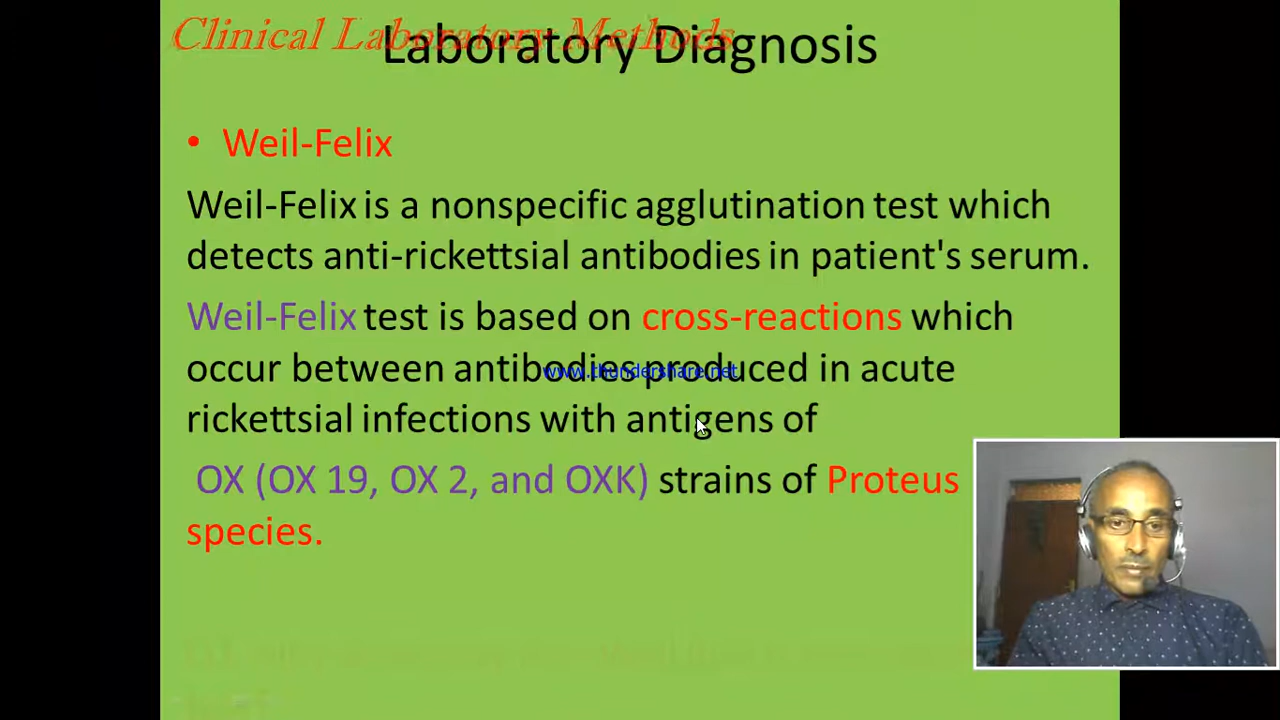 Clinical Laboratory Methods
Laboratory Diagnosis
• Weil-Felix
Weil-Felix is a nonspecific agglutination test which
detects anti-rickettsial antibodies in patient's serum.
Weil-Felix test is based on cross-reactions which
occur between antibodies produced in acute
www.thundershare.net
rickettsial infections with antigens of
OX (OX 19, OX 2, and OXK) strains of Proteus
species.